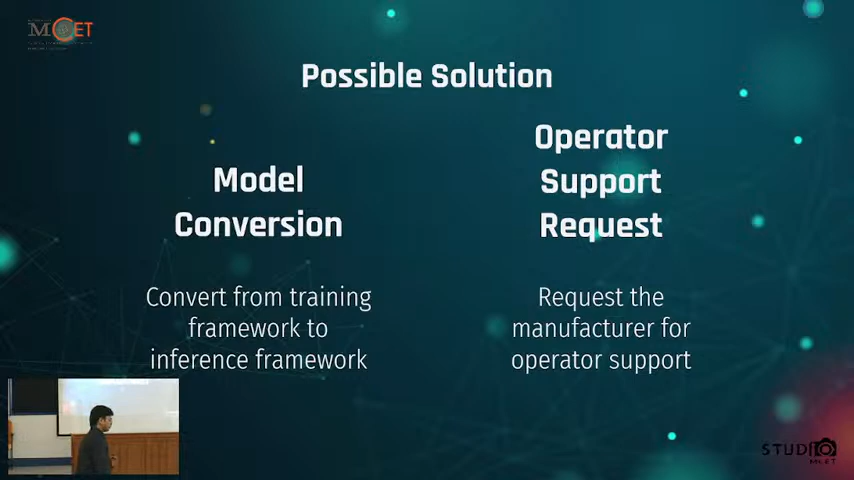 MCET
Possible Solution
Model
Conversion
Convert from training
framework to
inference framework
Operator
Support
Request
Request the
manufacturer for
operator support
STUDIO
MCET